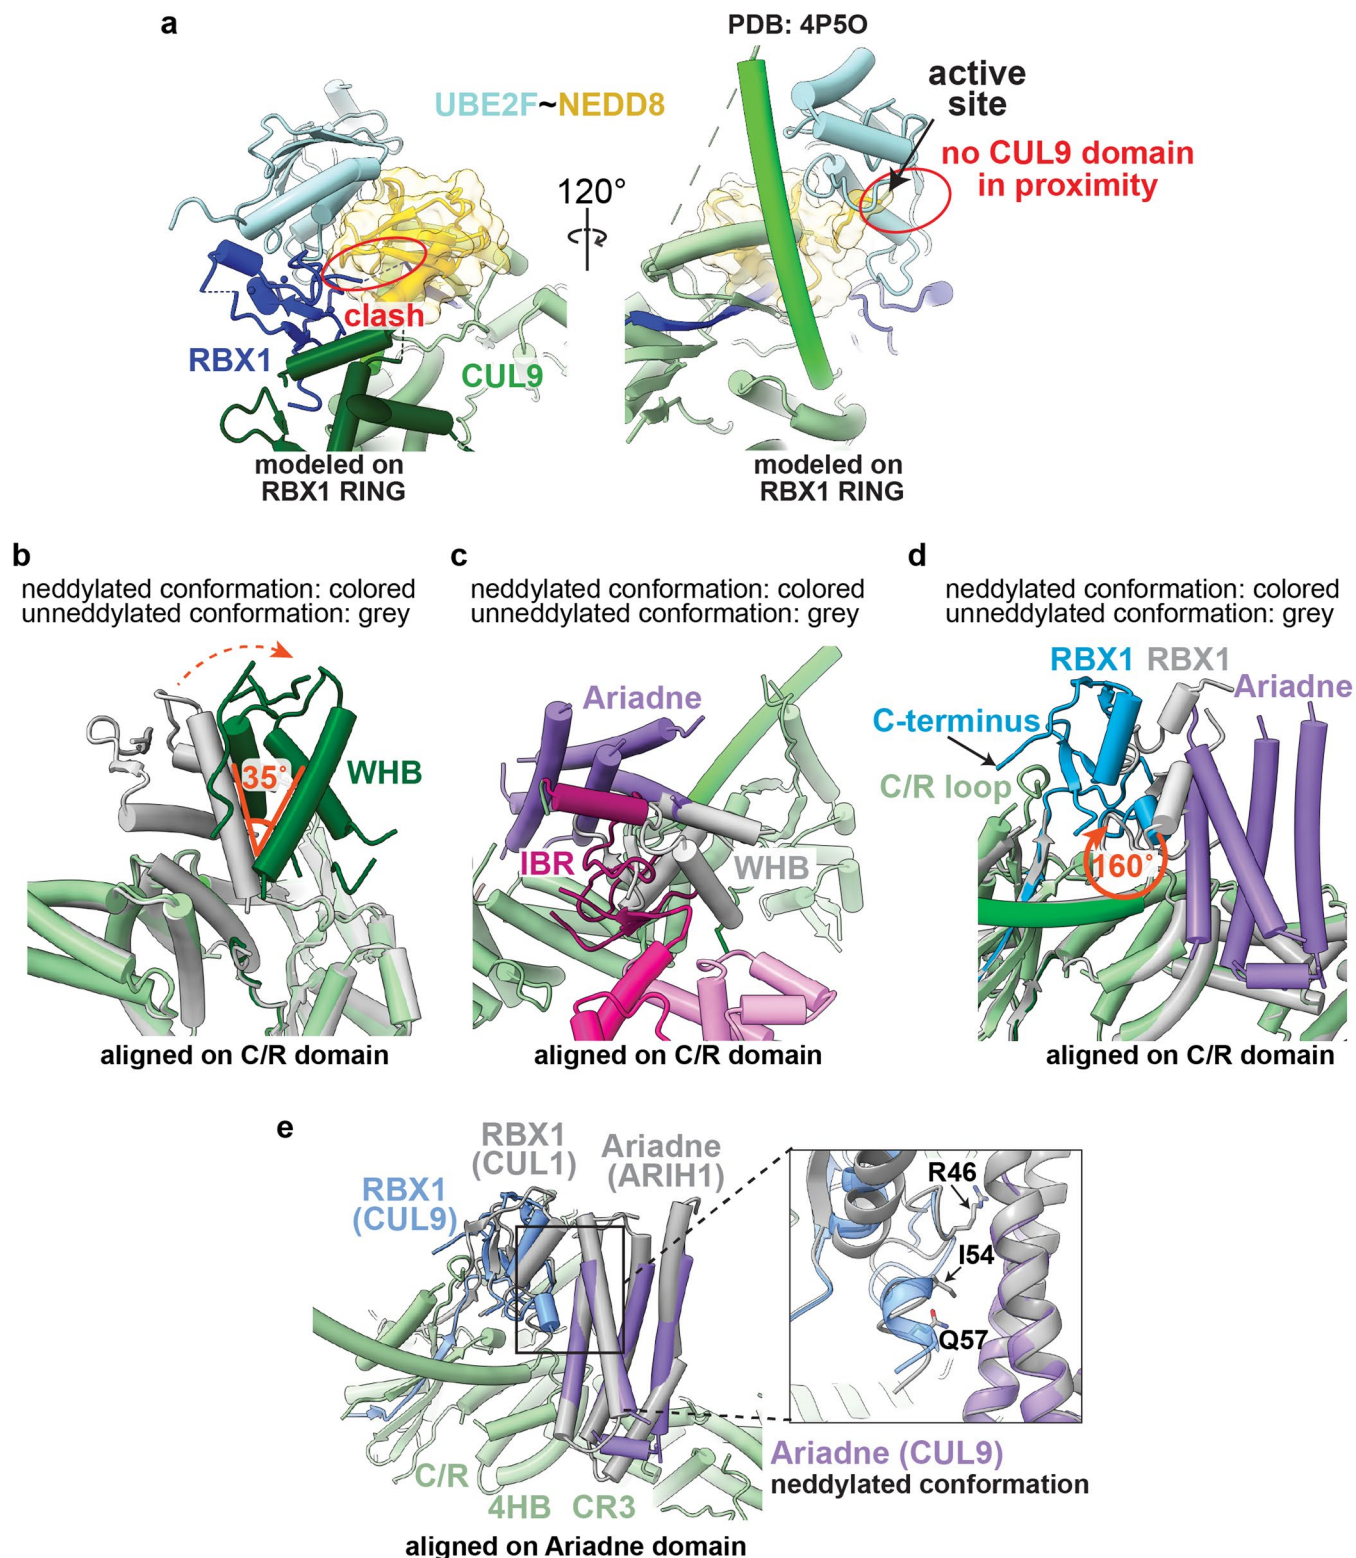 a
PDB: 4P5O
UBE2F~NEDD8
active
site
no CUL9 domain
in proximity
120°
clash
RBX1
CUL9
modeled on
RBX1 RING
modeled on
RBX1 RING
b
neddylated conformation: colored
unneddylated conformation: grey
35°
WHB
aligned on C/R domain
c
neddylated conformation: colored
unneddylated conformation: grey
Ariadne
IBR
WHB
aligned on C/R domain
d
neddylated conformation: colored
unneddylated conformation: grey
RBX1
RBX1
Ariadne
C-terminus
C/R loop
160°
aligned on C/R domain
e
RBX1
(CUL1)
Ariadne
(ARIH1)
RBX1
(CUL9)
R46
I54
Q57
C/R
4HB
CR3
Ariadne (CUL9)
neddylated conformation
aligned on Ariadne domain